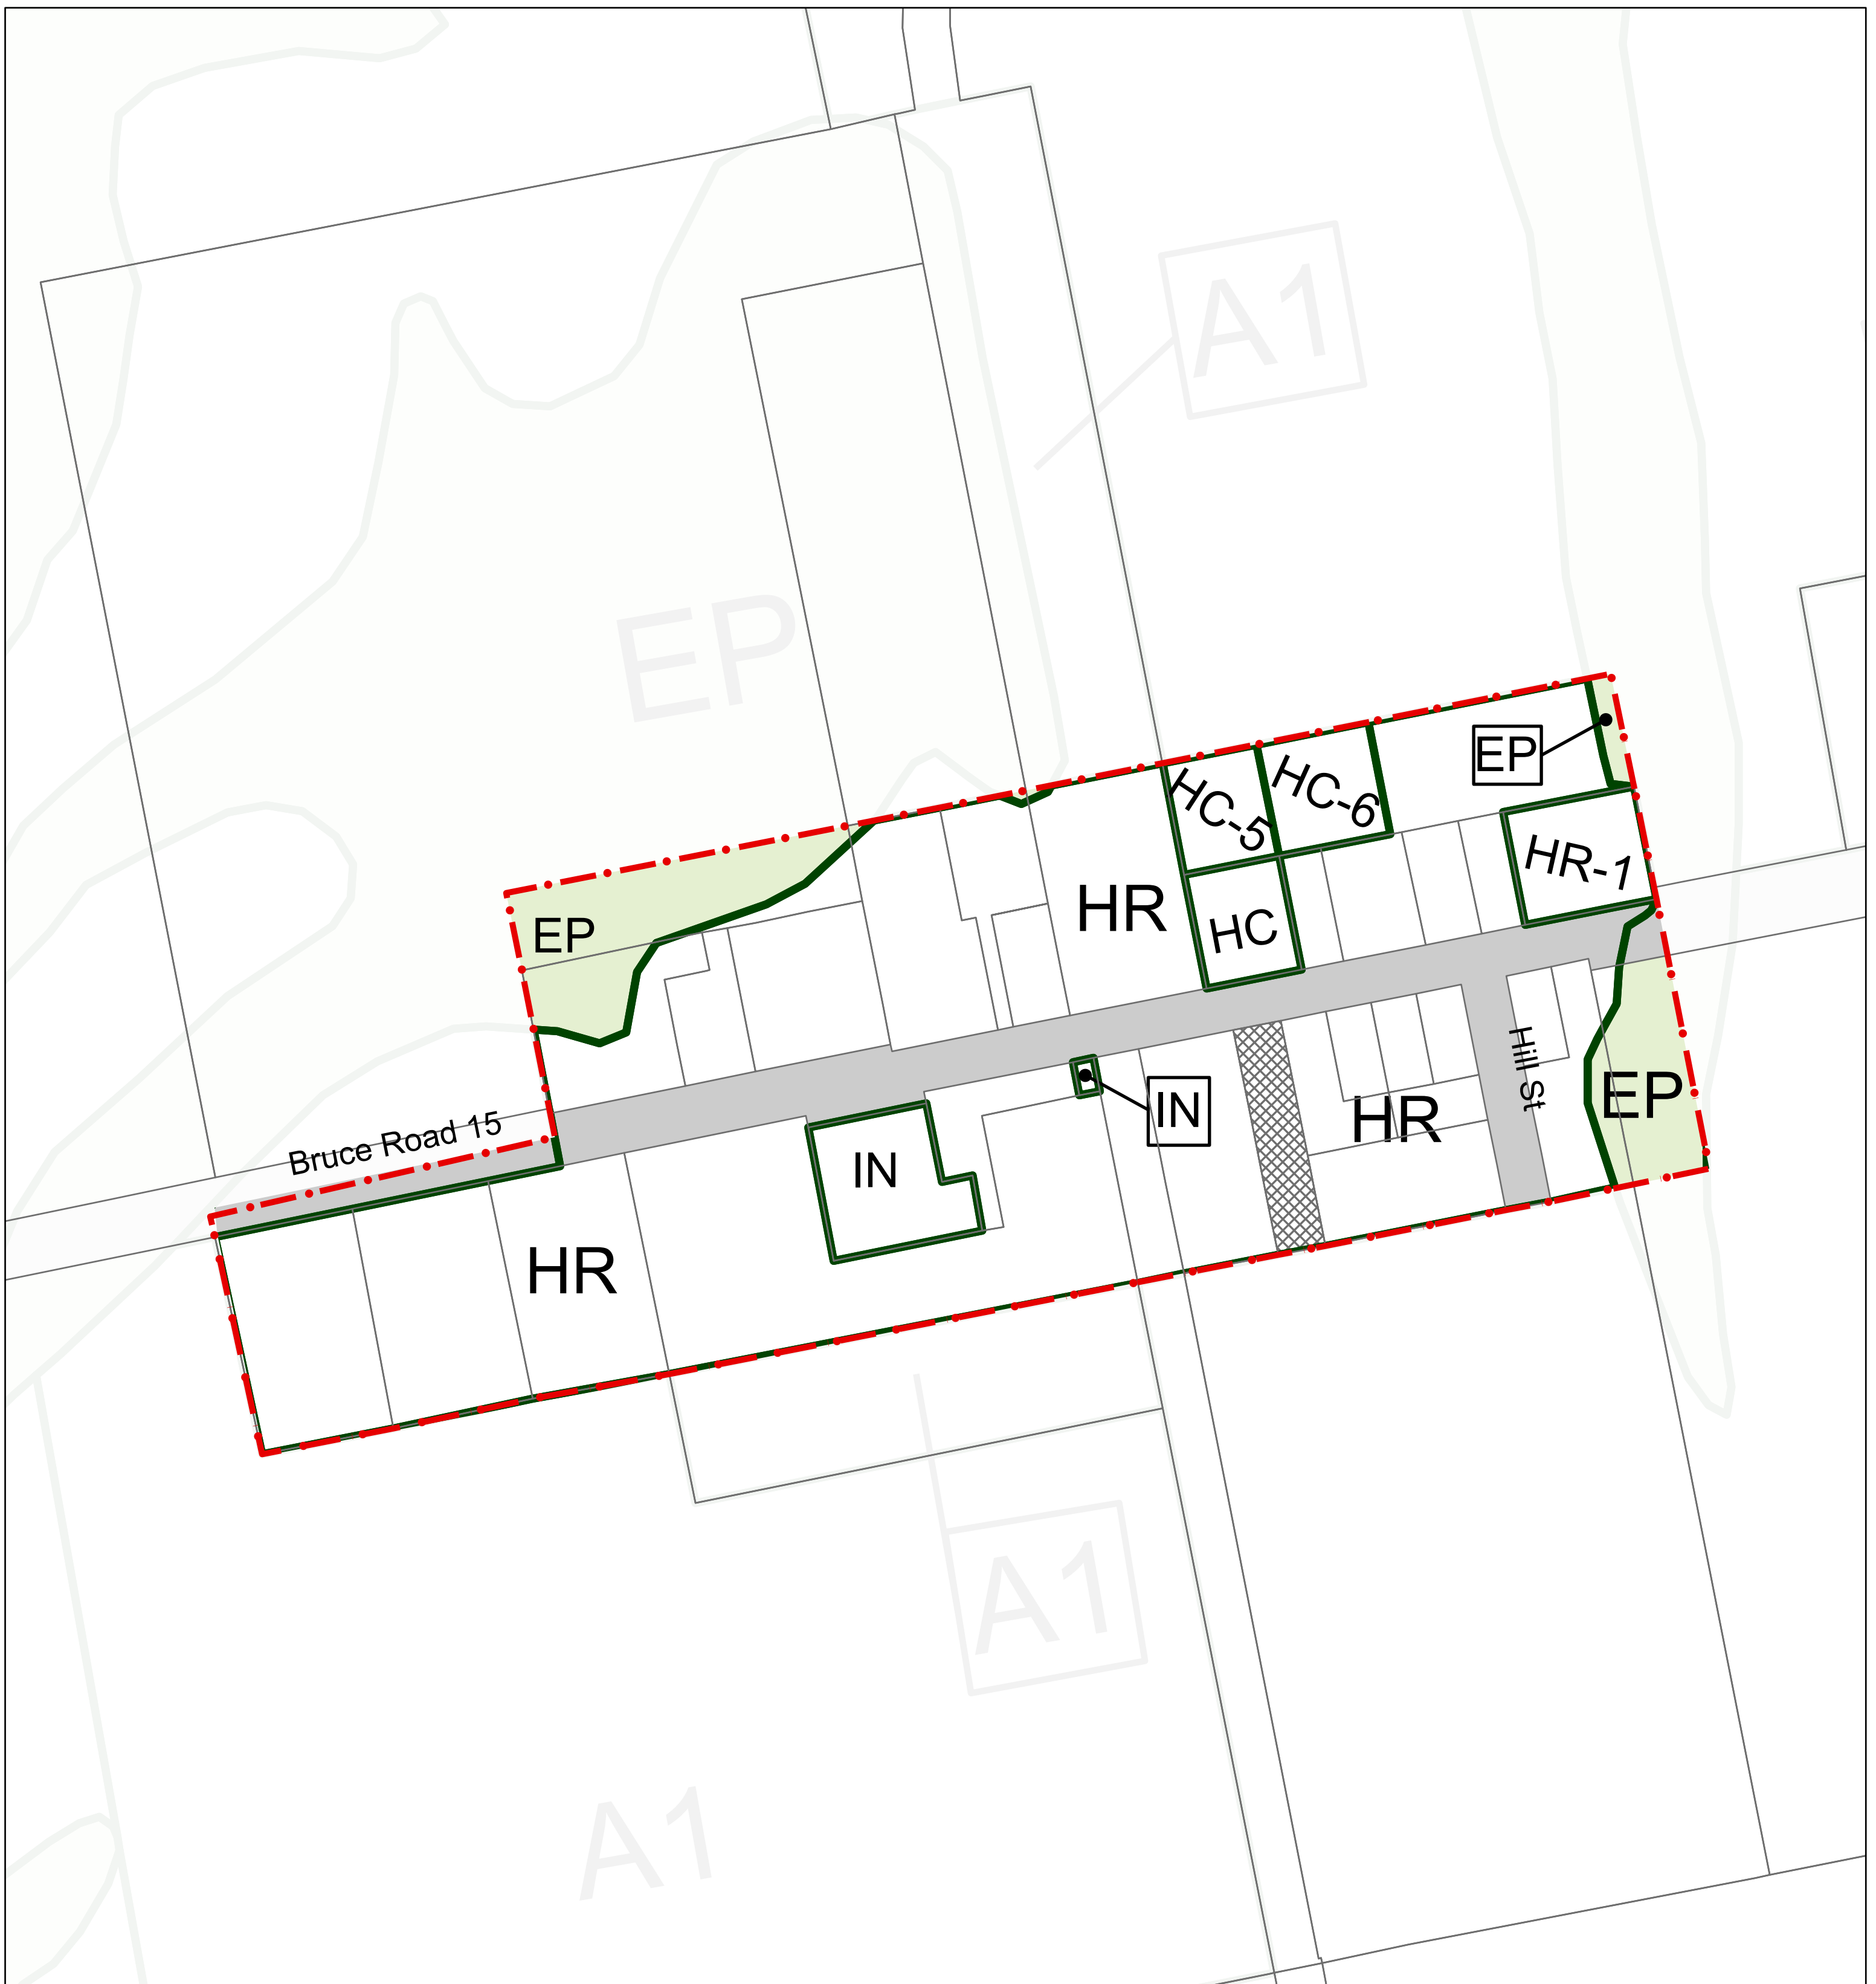 A1
EP
EP
HC-5
HC-6
HR-1
HR
HC
EP
Hill St
EP
IN
HR
Bruce Road 15
IN
HR
A1
A1